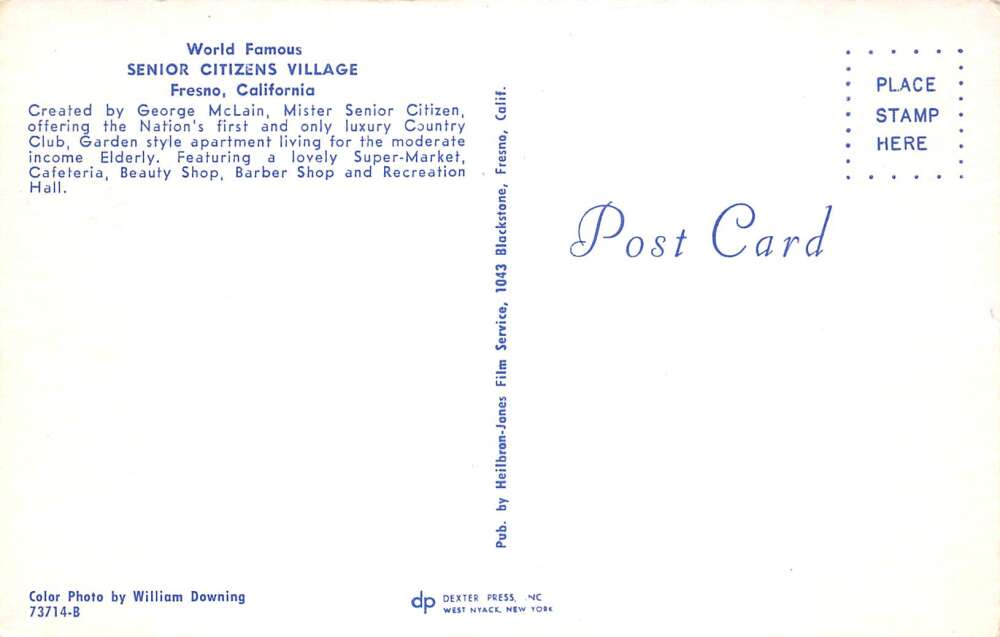 World Famous
SENIOR CITIZENS VILLAGE
Fresno, California
Created by George McLain, Mister Senior Citizen,
offering the Nation's first and only luxury Country
Club, Garden style apartment living for the moderate
income Elderly. Featuring a lovely Super-Market,
Cafeteria, Beauty Shop, Barber Shop and Recreation
Hall.
Color Photo by William Downing
73714-B
Pub. by Heilbron-Jones Film Service, 1043 Blackstone, Fresno, Calif.
dp DEXTER PRESS, INC
WEST NYACK, NEW YORK
PLACE
STAMP
HERE
Post Card